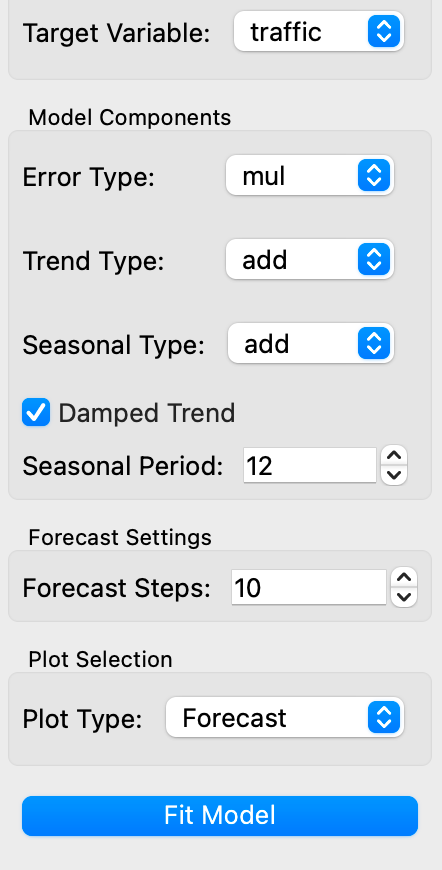 Target Variable: traffic
Model Components
Error Type: mul
Trend Type: add
Seasonal Type: add
Damped Trend
Seasonal Period: 12
Forecast Settings
Forecast Steps: 10
Plot Selection
Plot Type: Forecast
Fit Model